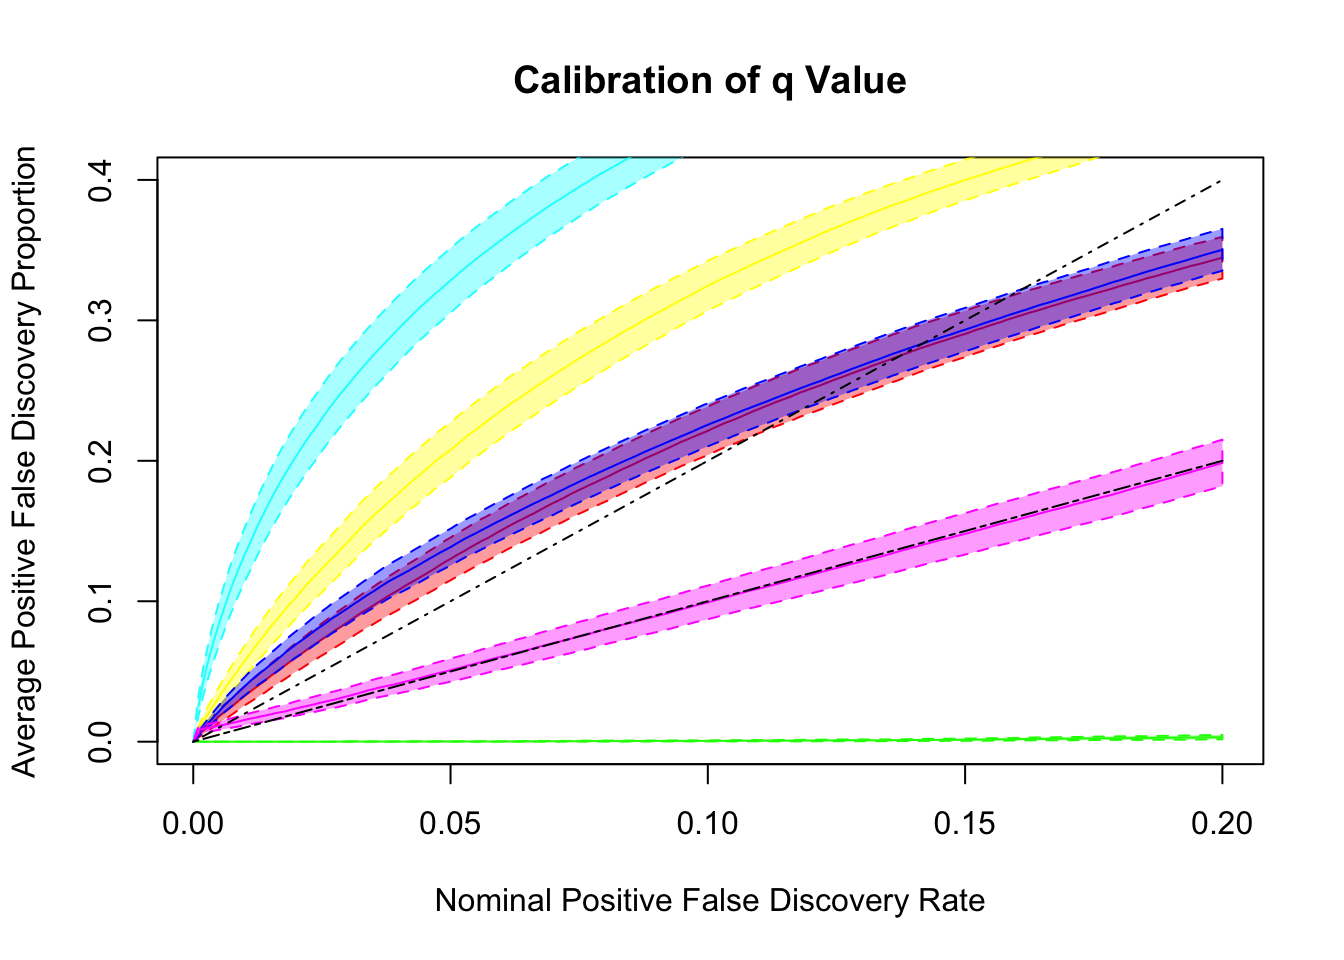 Calibration of q Value
Average Positive False Discovery Proportion
0.4
0.3
0.2
0.1
0.0
0.00 0.05 0.10 0.15 0.20
Nominal Positive False Discovery Rate